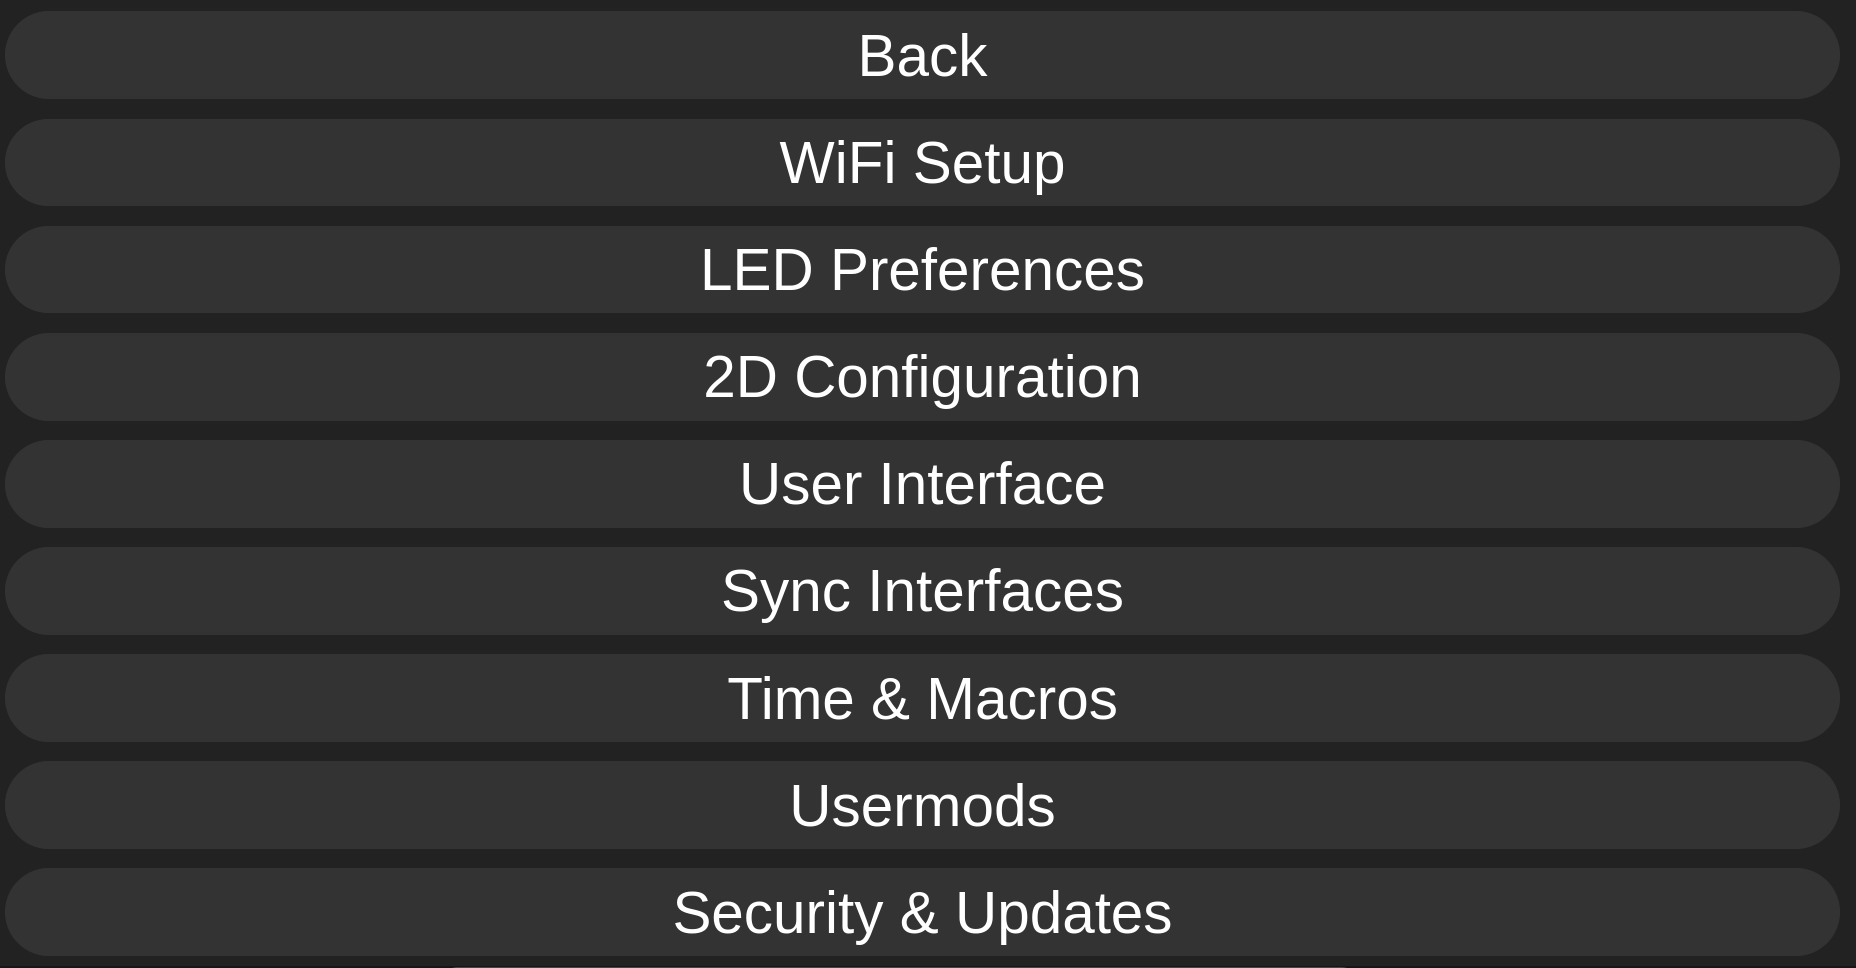 Back
WiFi Setup
LED Preferences
2D Configuration
User Interface
Sync Interfaces
Time & Macros
Usermods
Security & Updates